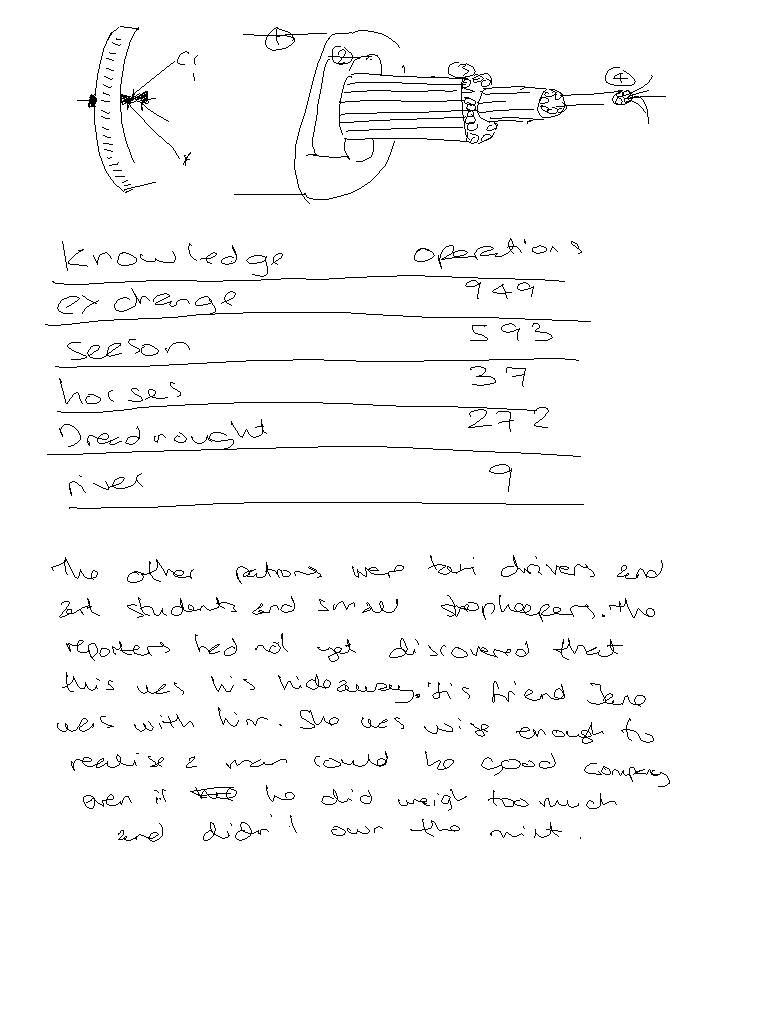 Cr
1
2
3
4
x
Knowledge operations
exchange 949
season 593
horses 37
Dreadnought 272
river 9
The other patrons were taxi drivers and
art students and small shopkeepers. The
reporters had not yet discovered that
this was his hideaway. His friend Jane
was with him. She was wise enough to
realise a man could be good company
even if he did weigh too much
and didn't own the mint.